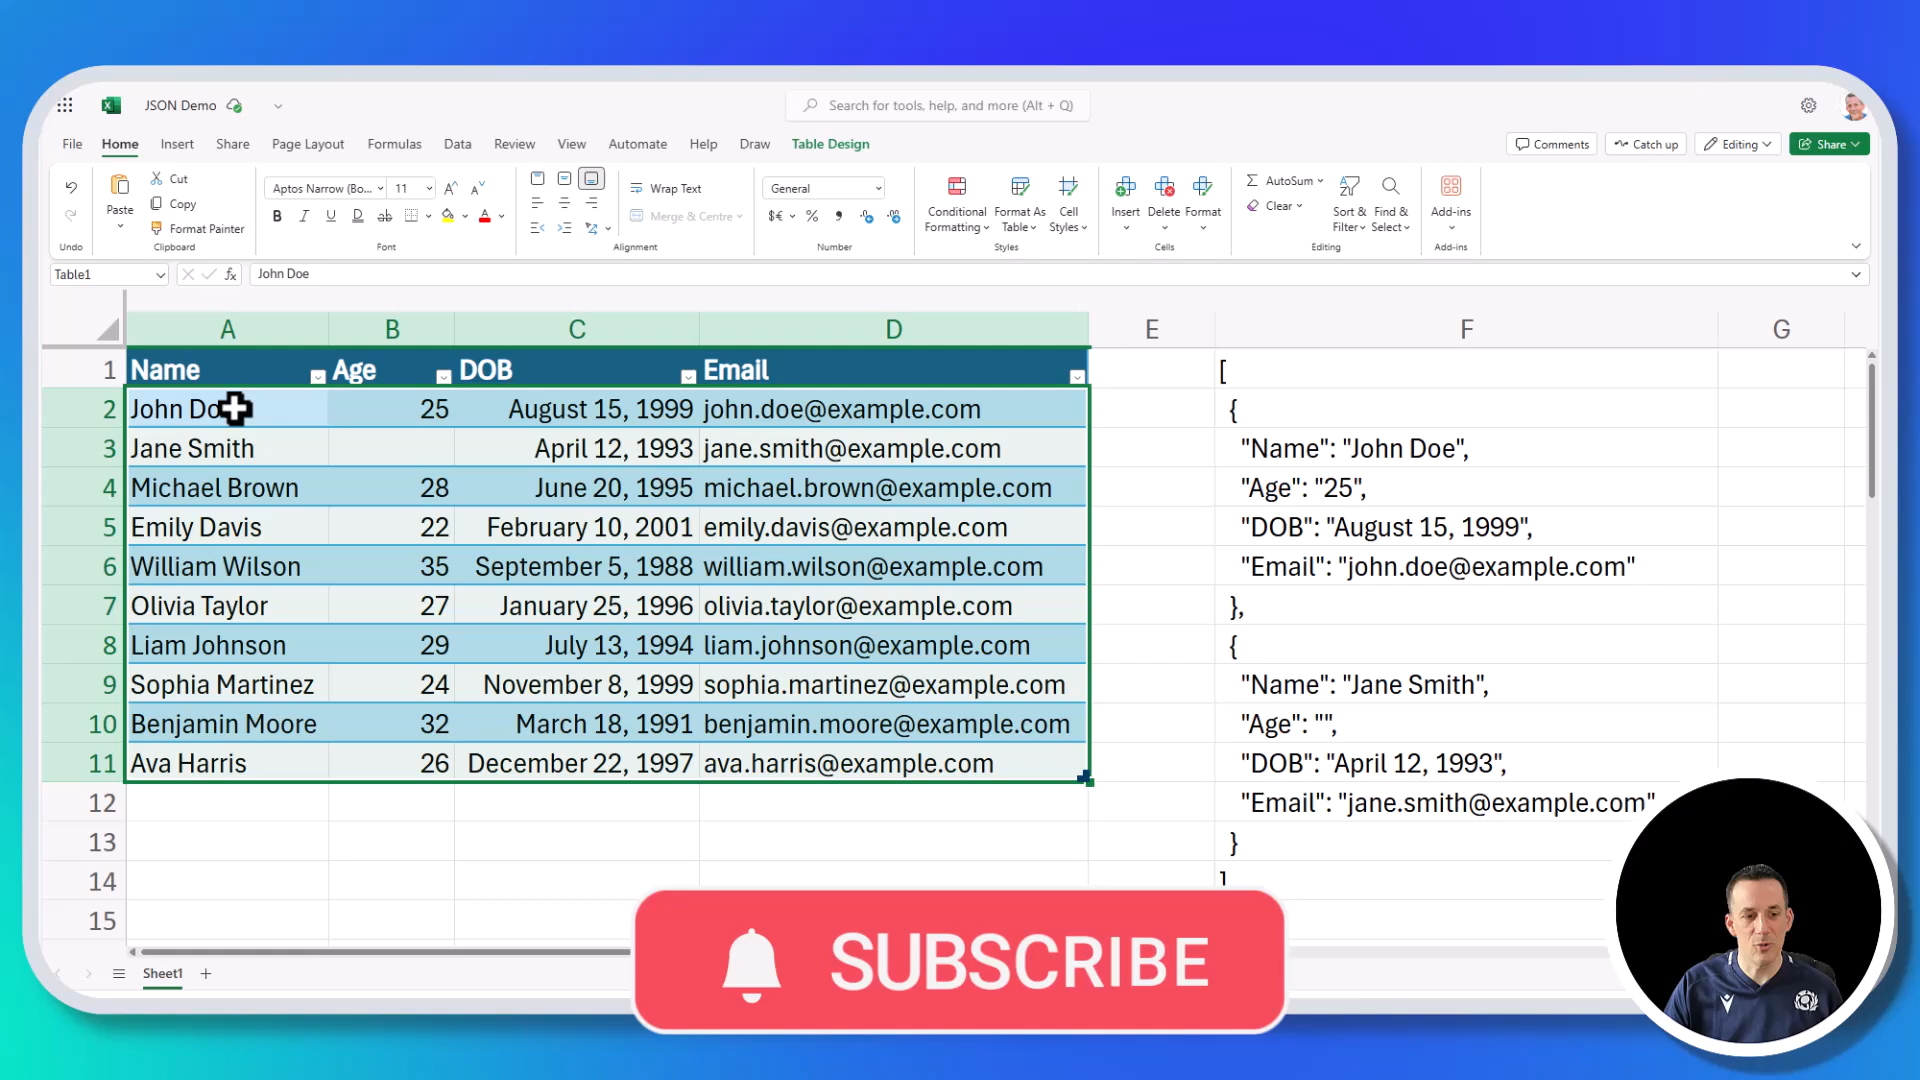 JSON Demo
Search for tools, help, and more (Alt + Q)
File Home Insert Share Page Layout Formulas Data Review View Automate Help Draw Table Design
Comments Catch up Editing Share
Paste
Cut
Copy
Format Painter
Aptos Narrow (Bo... 11
Wrap Text
Merge & Centre
General
Conditional Formatting
Format As Table
Cell Styles
Insert Delete Format
AutoSum
Clear
Sort & Filter
Find & Select
Add-ins
Undo Clipboard Font Alignment Number Styles Cells Editing Add-ins
Table1 fx John Doe
A B C D E F G
1 Name Age DOB Email [
2 John Do 25 August 15, 1999 john.doe@example.com {
3 Jane Smith April 12, 1993 jane.smith@example.com "Name": "John Doe",
4 Michael Brown 28 June 20, 1995 michael.brown@example.com "Age": "25",
5 Emily Davis 22 February 10, 2001 emily.davis@example.com "DOB": "August 15, 1999",
6 William Wilson 35 September 5, 1988 william.wilson@example.com "Email": "john.doe@example.com"
7 Olivia Taylor 27 January 25, 1996 olivia.taylor@example.com },
8 Liam Johnson 29 July 13, 1994 liam.johnson@example.com {
9 Sophia Martinez 24 November 8, 1999 sophia.martinez@example.com "Name": "Jane Smith",
10 Benjamin Moore 32 March 18, 1991 benjamin.moore@example.com "Age": "",
11 Ava Harris 26 December 22, 1997 ava.harris@example.com "DOB": "April 12, 1993",
12 "Email": "jane.smith@example.com"
13 }
14 ]
15
SUBSCRIBE
Sheet1